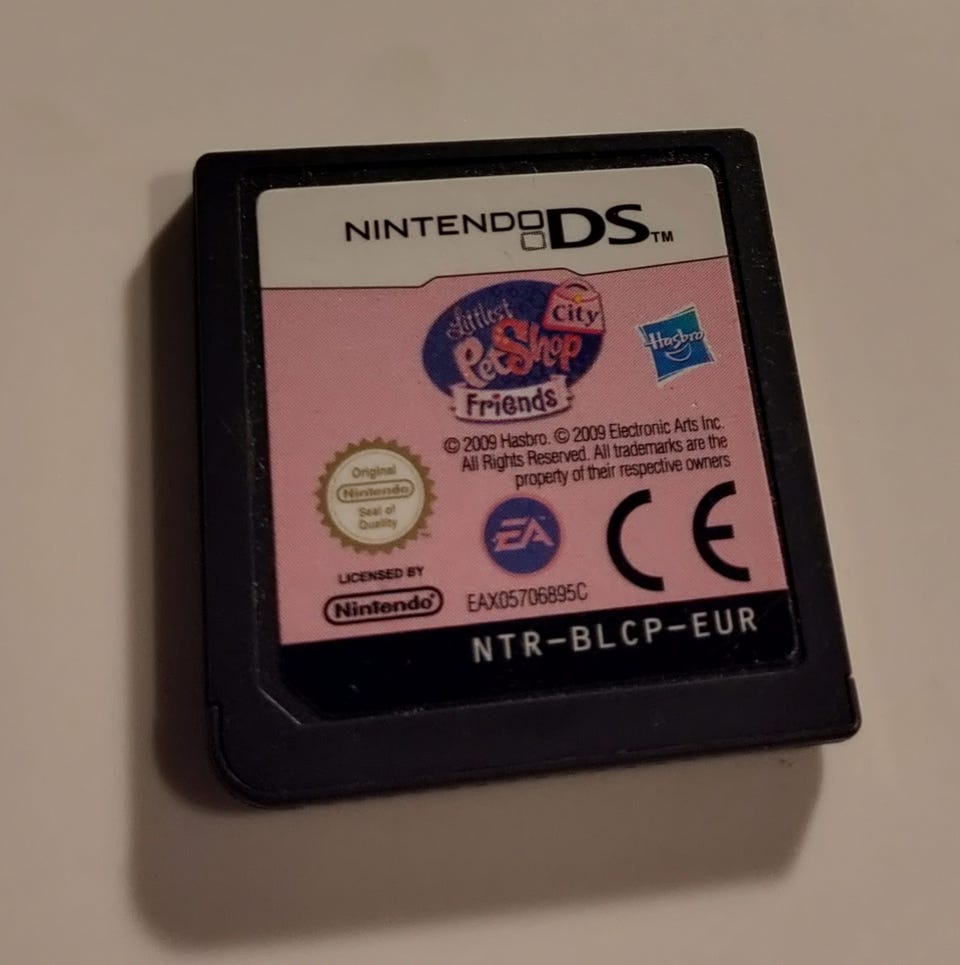 NINTENDO DS™
Littlest
PetShop
City
Friends
Hasbro
© 2009 Hasbro. © 2009 Electronic Arts Inc.
All Rights Reserved. All trademarks are the
property of their respective owners
Original
Nintendo
Seal of
Quality
™
EA
CE
LICENSED BY
Nintendo®
EAX05706895C
NTR-BLCP-EUR